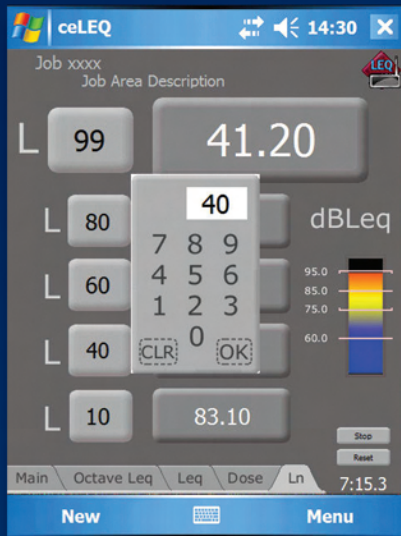 celEQ 14:30
Job xxxx
Job Area Description
LEQ
L 99 41.20
40
L 80 dBLeq
7 8 9
L 60 4 5 6 95.0
85.0
1 2 3 75.0
L 40 0 60.0
CLR OK
L 10 83.10
Stop
Reset
Main Octave Leq Leq Dose Ln 7:15.3
New Menu